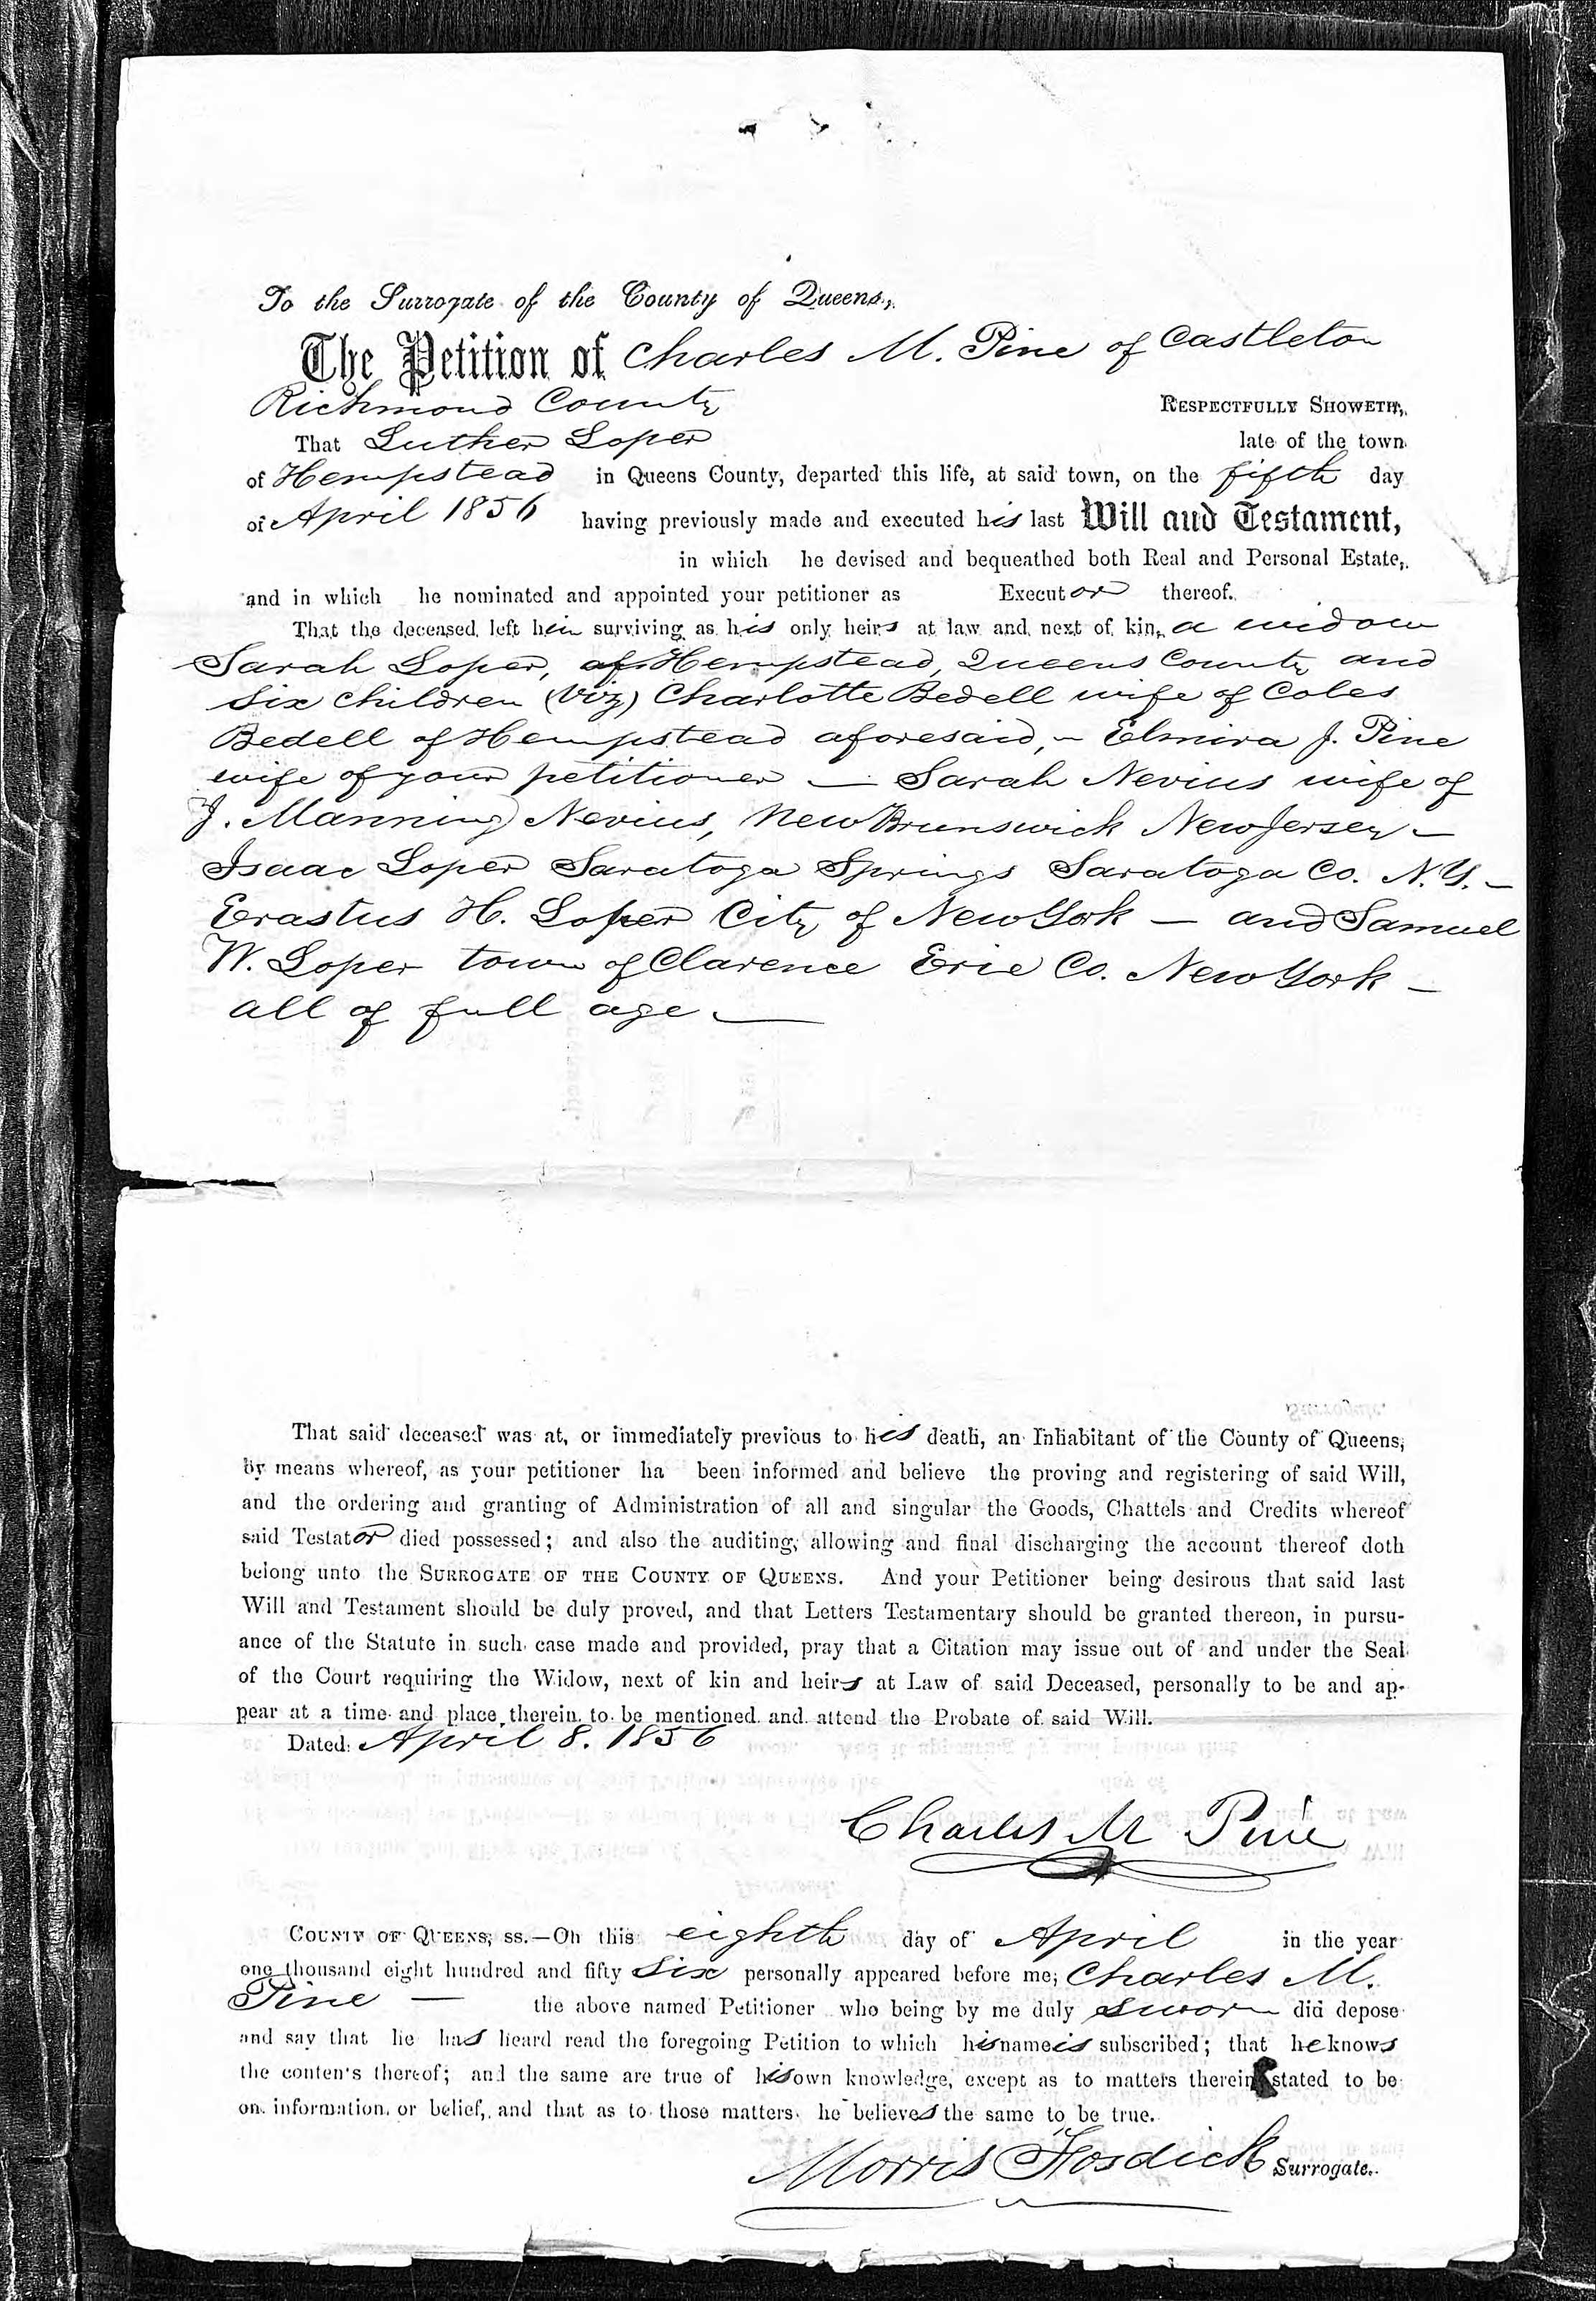 To the Surrogate of the County of Queens,
The Petition of Charles M. Pine of Castleton
Richmond County RESPECTFULLY SHOWETH,
That Luther Loper late of the town
of Hempstead in Queens County, departed this life, at said town, on the fifth day
of April 1856 having previously made and executed his last Will and Testament,
in which he devised and bequeathed both Real and Personal Estate,
and in which he nominated and appointed your petitioner as Executor thereof.
That the deceased left him surviving as his only heirs at law and next of kin, a widow
Sarah Loper, of Hempstead, Queens County and
six children (viz) Charlotte Bedell wife of Coles
Bedell of Hempstead aforesaid, – Elmira J. Pine
wife of your petitioner — Sarah Nevius wife of
J. Manning Nevius, New Brunswick New Jersey –
Isaac Loper Saratoga Springs Saratoga Co. N.Y. –
Erastus H. Loper City of New York — and Samuel
W. Loper town of Clarence Erie Co. New York –
all of full age —
That said deceased was at, or immediately previous to his death, an Inhabitant of the County of Queens,
by means whereof, as your petitioner ha been informed and believe the proving and registering of said Will,
and the ordering and granting of Administration of all and singular the Goods, Chattels and Credits whereof
said Testator died possessed; and also the auditing, allowing and final discharging the account thereof doth
belong unto the SURROGATE OF THE COUNTY OF QUEENS. And your Petitioner being desirous that said last
Will and Testament should be duly proved, and that Letters Testamentary should be granted thereon, in pursu-
ance of the Statute in such case made and provided, pray that a Citation may issue out of and under the Seal
of the Court requiring the Widow, next of kin and heirs at Law of said Deceased, personally to be and ap-
pear at a time and place therein to be mentioned and attend the Probate of said Will.
Dated: April 8. 1856
Charles M Pine
COUNTY OF QUEENS, ss.—On this eighth day of April in the year
one thousand eight hundred and fifty six personally appeared before me, Charles M.
Pine — the above named Petitioner who being by me duly sworn did depose
and say that he has heard read the foregoing Petition to which his name is subscribed; that he knows
the contents thereof; and the same are true of his own knowledge, except as to matters therein stated to be
on information or belief, and that as to those matters he believes the same to be true.
Morris Fosdick Surrogate.